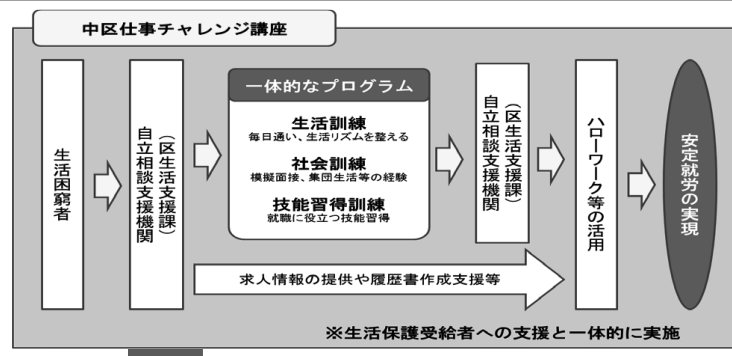 中区仕事チャレンジ講座
生活困窮者
自立相談支援機関
（区生活支援課）
一体的なプログラム
生活訓練
毎日通い、生活リズムを整える
社会訓練
模擬面接、集団生活等の経験
技能習得訓練
就職に役立つ技能習得
自立相談支援機関
（区生活支援課）
ハローワーク等の活用
安定就労の実現
求人情報の提供や履歴書作成支援等
※生活保護受給者への支援と一体的に実施